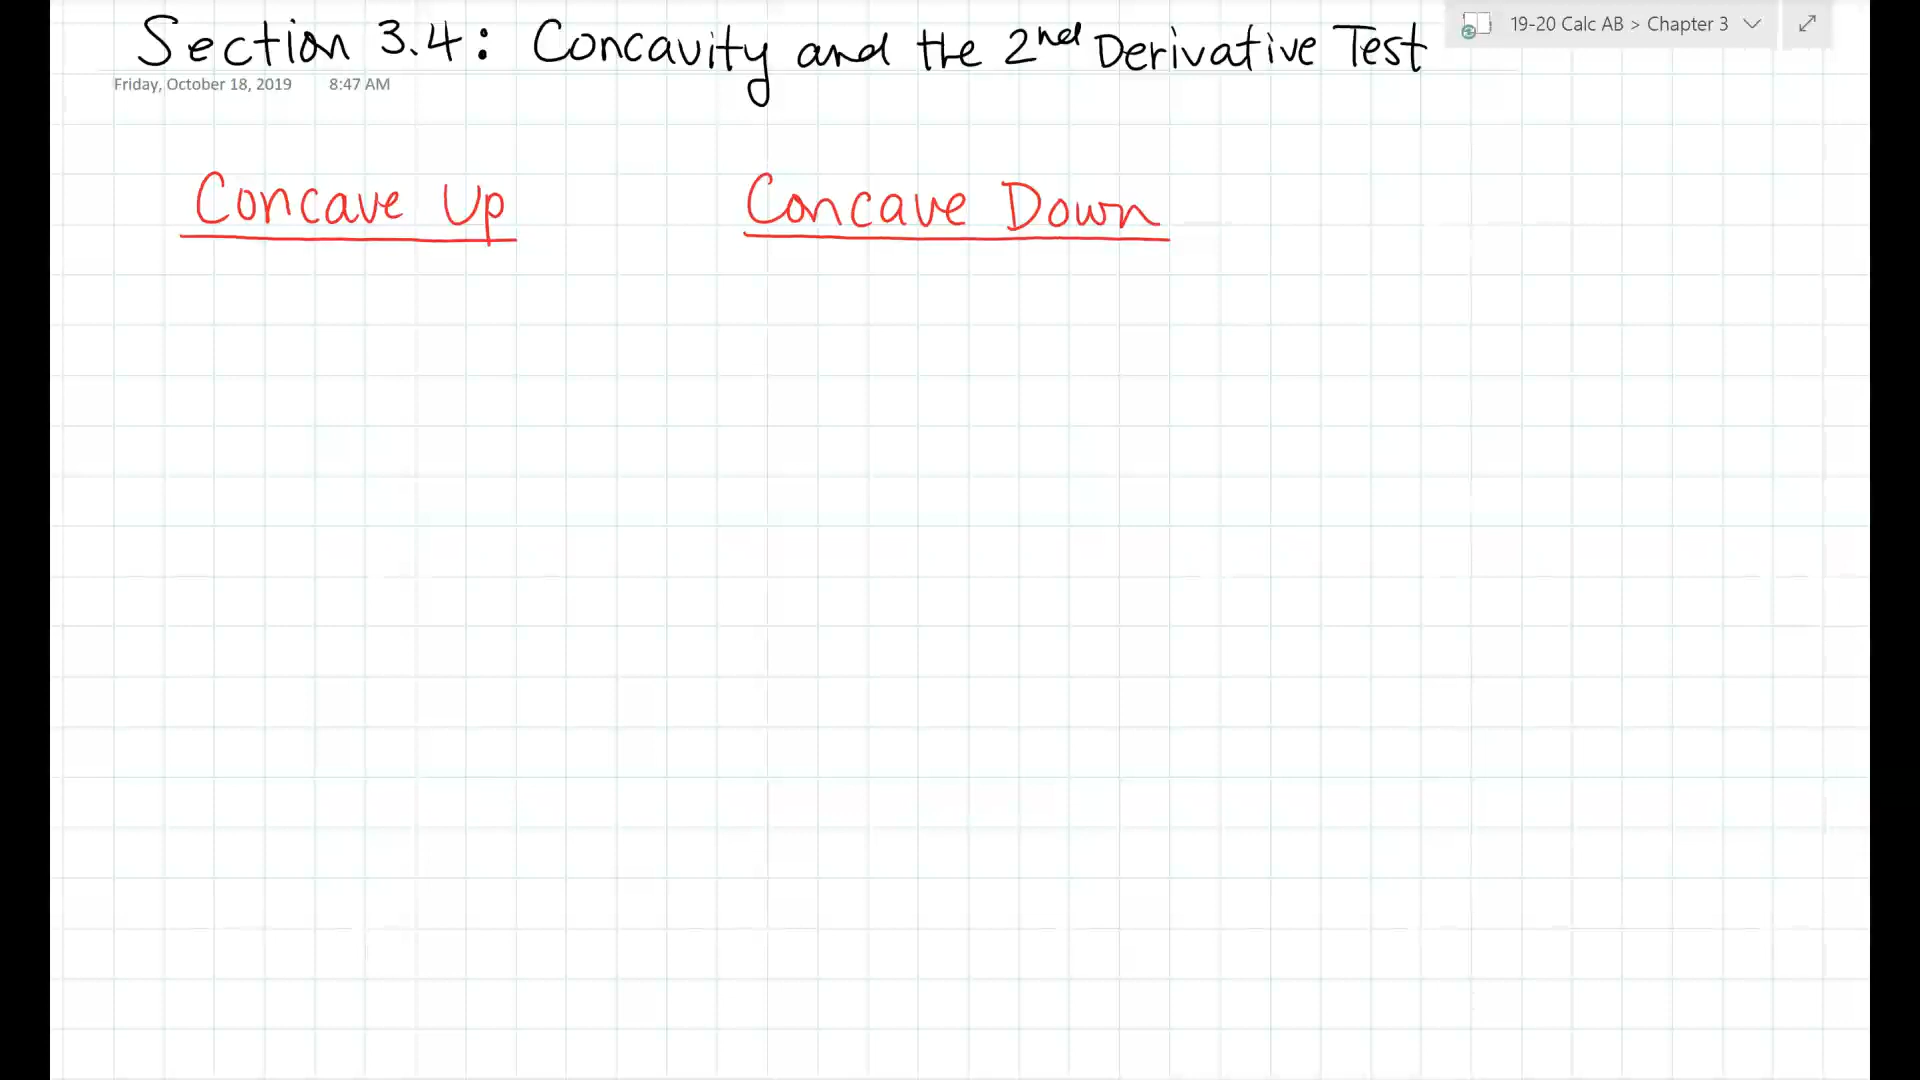 Section 3.4: Concavity and the 2nd Derivative Test
19-20 Calc AB > Chapter 3
Friday, October 18, 2019 8:47 AM
Concave Up
Concave Down